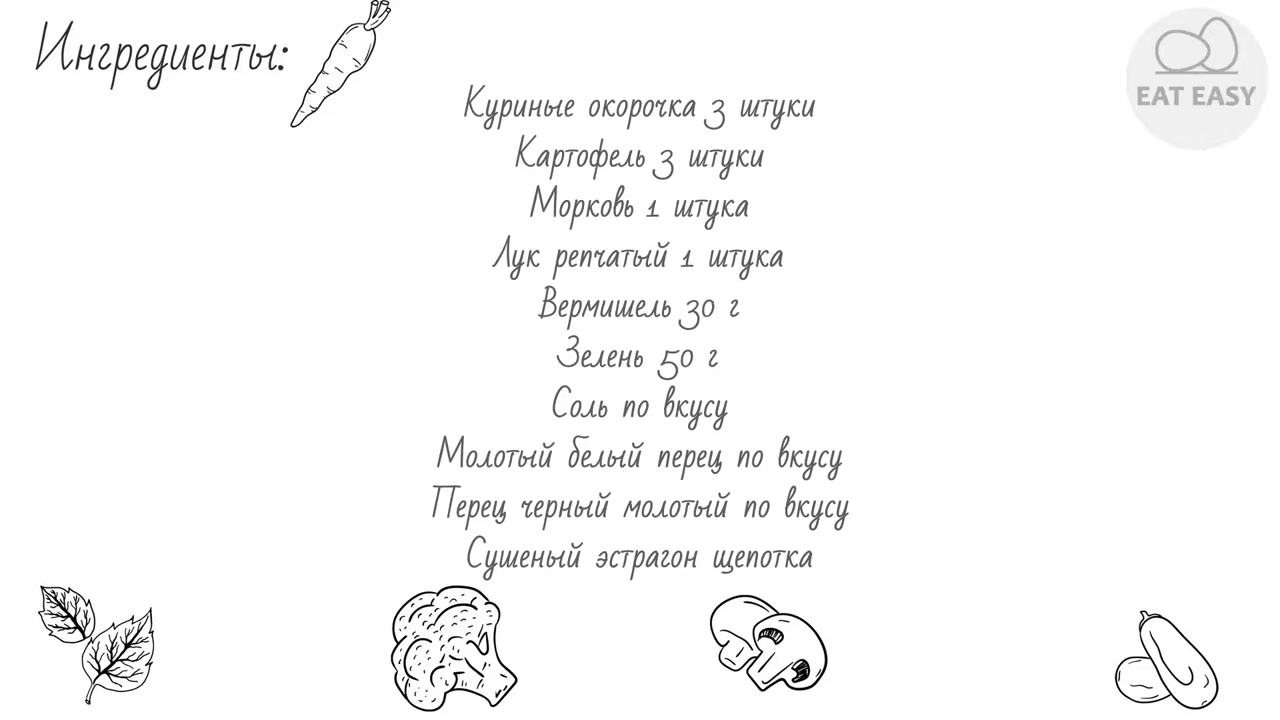 Ингредиенты:
EAT EASY
Куриные окорочка 3 штуки
Картофель 3 штуки
Морковь 1 штука
Лук репчатый 1 штука
Вермишель 30 г
Зелень 50 г
Соль по вкусу
Молотый белый перец по вкусу
Перец черный молотый по вкусу
Сушеный эстрагон щепотка